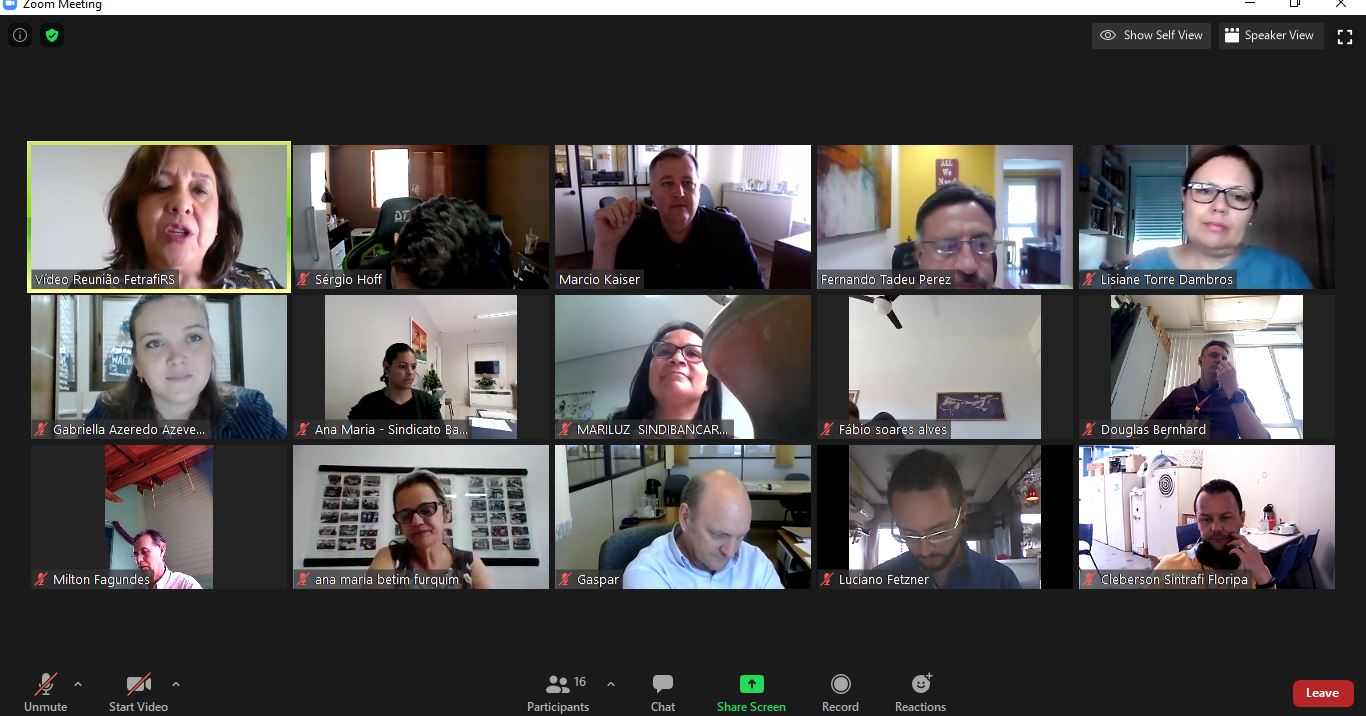 Zoom Meeting
Show Self View
Speaker View
Vídeo Reunião FetrafiRS
Sérgio Hoff
Marcio Kaiser
Fernando Tadeu Perez
Lisiane Torre Dambros
ALL
We
Need
Gabriella Azeredo Azeve...
Ana Maria - Sindicato Ba...
MARILUZ SINDIBANCAR...
Fábio soares alves
Douglas Bernhard
Milton Fagundes
ana maria betim furquim
Gaspar
Luciano Fetzner
Cleberson Sintrafi Floripa
16
Unmute
Start Video
Participants
Chat
Share Screen
Record
Reactions
Leave